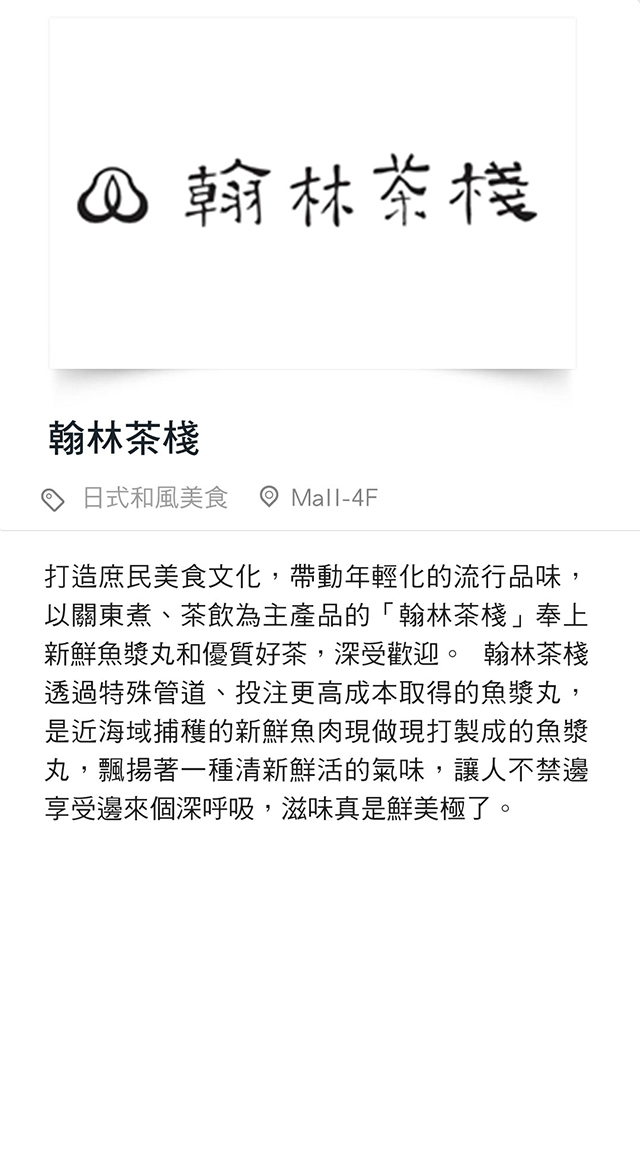 翰林茶棧
翰林茶棧
日式和風美食 Mall-4F
打造庶民美食文化，帶動年輕化的流行品味，
以關東煮、茶飲為主產品的「翰林茶棧」奉上
新鮮魚漿丸和優質好茶，深受歡迎。 翰林茶棧
透過特殊管道、投注更高成本取得的魚漿丸，
是近海域捕穫的新鮮魚肉現做現打製成的魚漿
丸，飄揚著一種清新鮮活的氣味，讓人不禁邊
享受邊來個深呼吸，滋味真是鮮美極了。